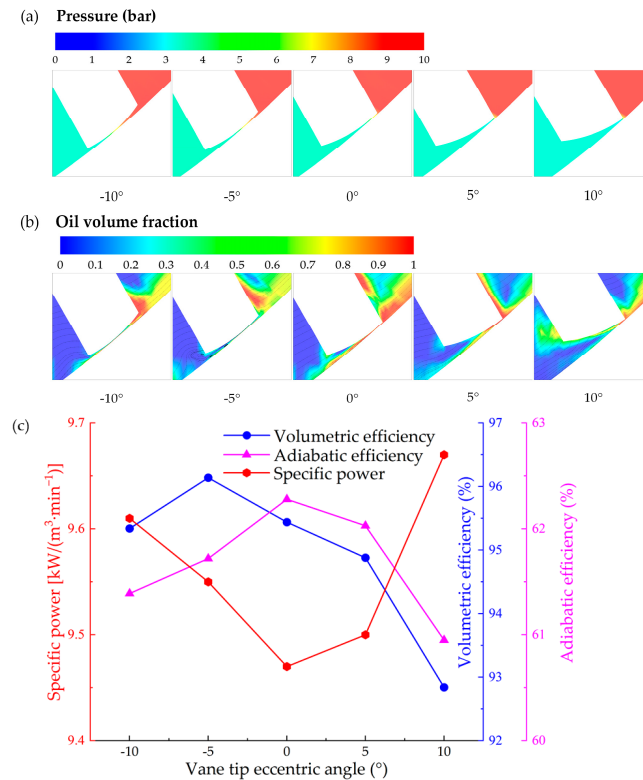 (a) Pressure (bar)
0 1 2 3 4 5 6 7 8 9 10
-10° -5° 0° 5° 10°
(b) Oil volume fraction
0 0.1 0.2 0.3 0.4 0.5 0.6 0.7 0.8 0.9 1
-10° -5° 0° 5° 10°
(c)
Specific power [kW/(m³·min⁻¹)]
9.7
9.6
9.5
9.4
Volumetric efficiency
Adiabatic efficiency
Specific power
97
96
95
94
93
92
Volumetric efficiency (%)
63
62
61
60
Adiabatic efficiency (%)
-10 -5 0 5 10
Vane tip eccentric angle (°)